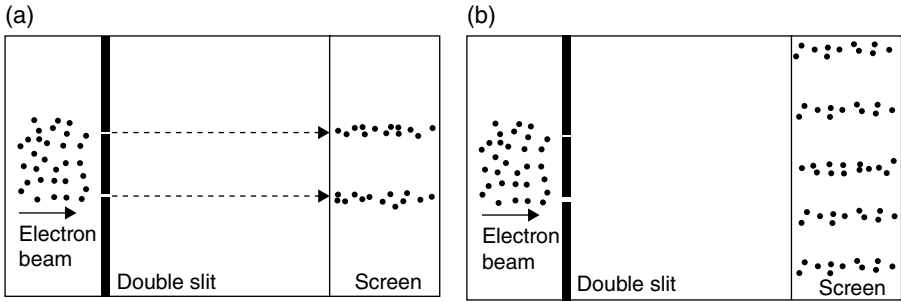 (a)
Electron
beam
Double slit
Screen
(b)
Electron
beam
Double slit
Screen